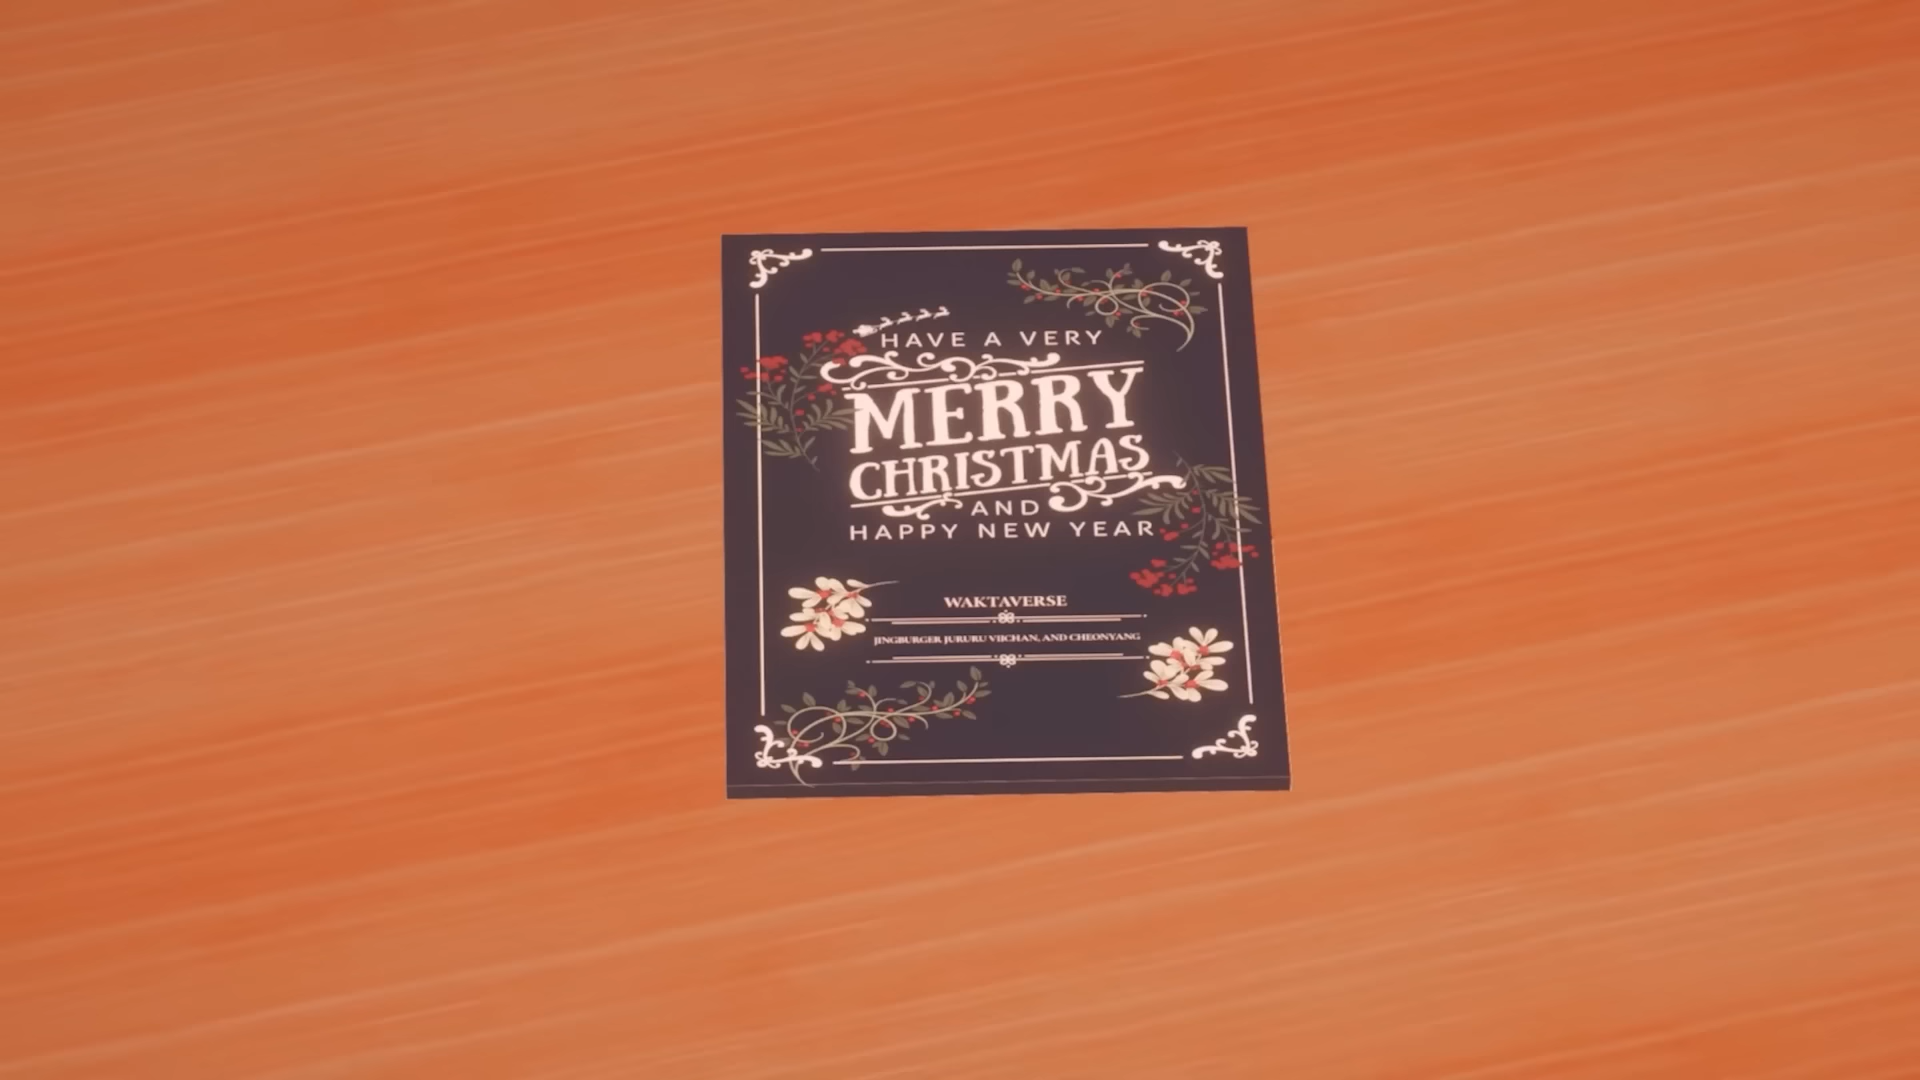 HAVE A VERY
MERRY
CHRISTMAS
AND
HAPPY NEW YEAR
WAKTAVERSE
JINGBURGER JURURU VIICHAN, AND CHEONYANG